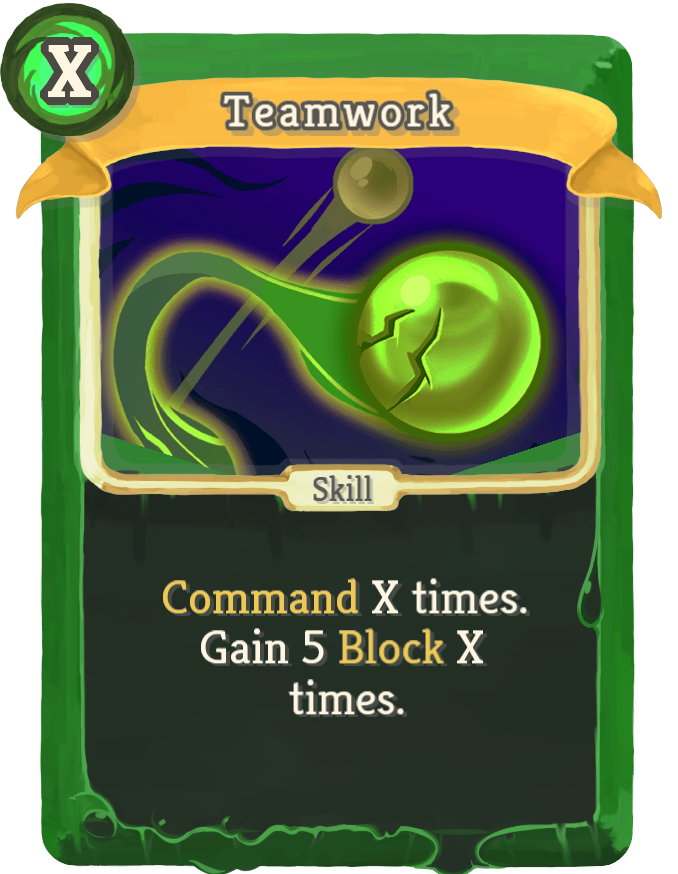 X
Teamwork
Skill
Command X times.
Gain 5 Block X
times.